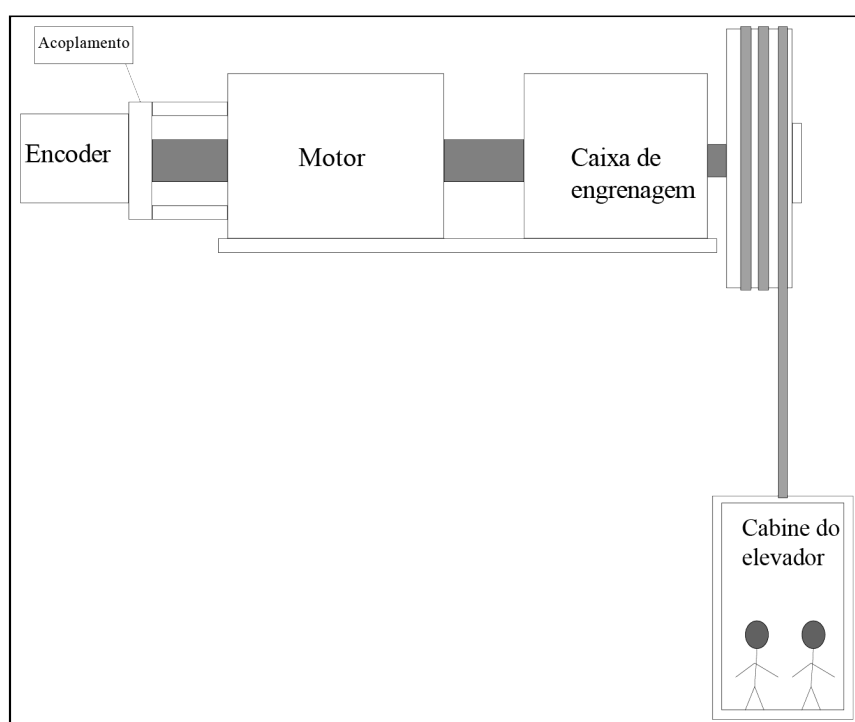 Acoplamento
Encoder
Motor
Caixa de
engrenagem
Cabine do
elevador